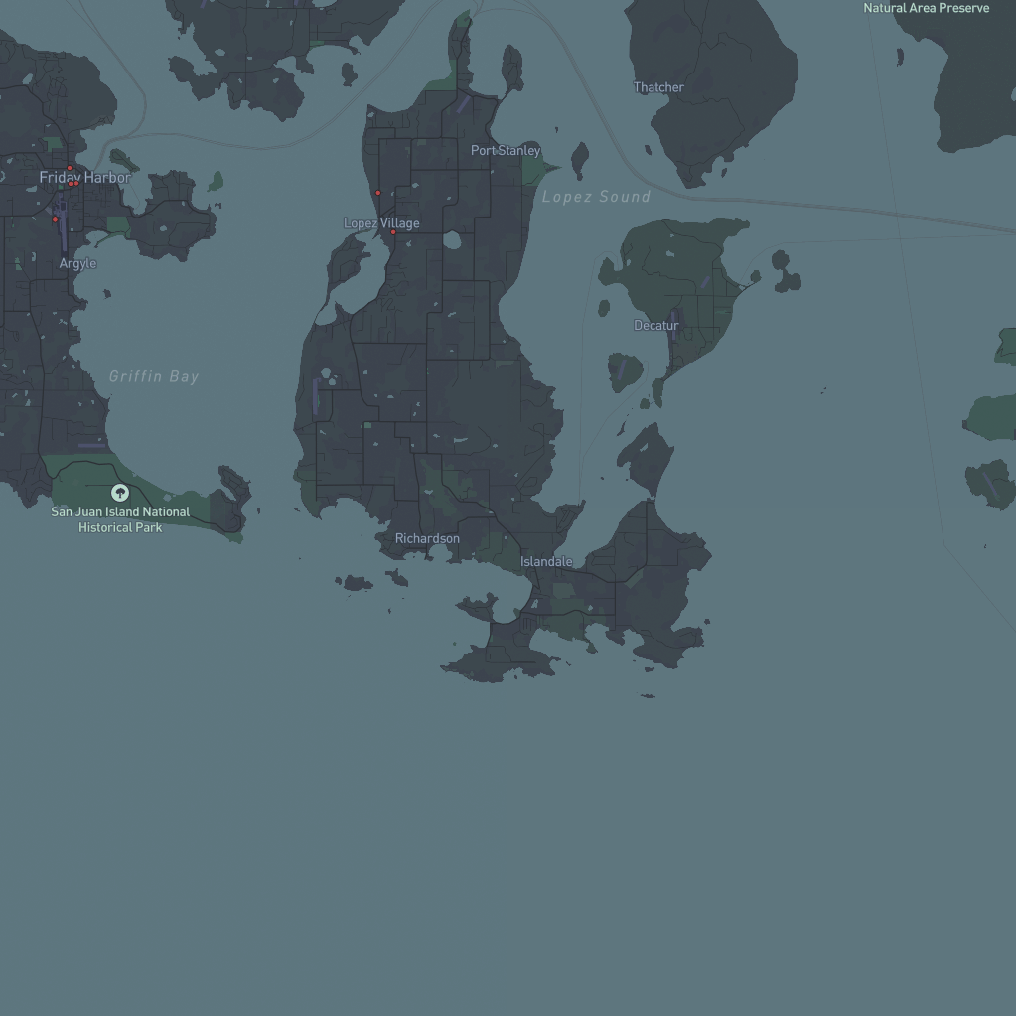 Natural Area Preserve
Thatcher
Port Stanley
Friday Harbor
Lopez Sound
Lopez Village
Argyle
Decatur
Griffin Bay
San Juan Island National
Historical Park
Richardson
Islandale